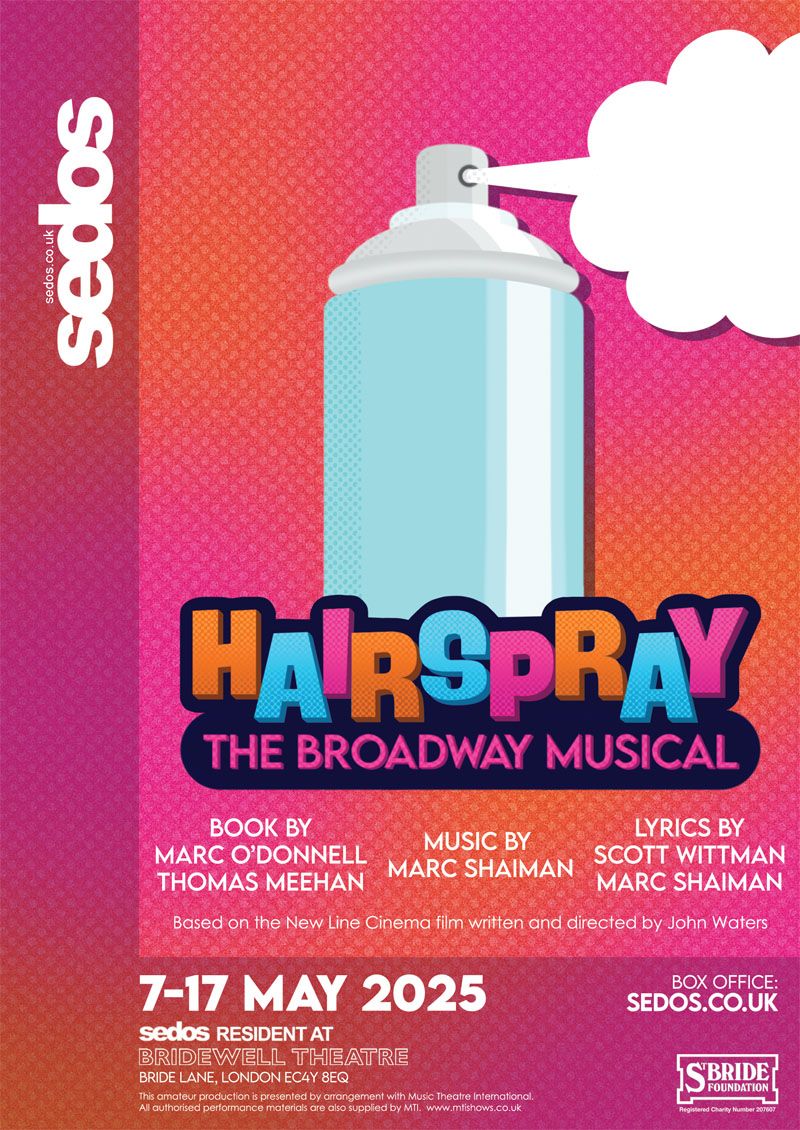 sedos
sedos.co.uk
HAIRSPRAY
THE BROADWAY MUSICAL
BOOK BY
MARC O'DONNELL
THOMAS MEEHAN
MUSIC BY
MARC SHAIMAN
LYRICS BY
SCOTT WITTMAN
MARC SHAIMAN
Based on the New Line Cinema film written and directed by John Waters
7-17 MAY 2025
sedos RESIDENT AT
BRIDEWELL THEATRE
BRIDE LANE, LONDON EC4Y 8EQ
This amateur production is presented by arrangement with Music Theatre International.
All authorised performance materials are also supplied by MTI. www.mtishows.co.uk
BOX OFFICE:
SEDOS.CO.UK
ST BRIDE
FOUNDATION
Registered Charity Number 207607